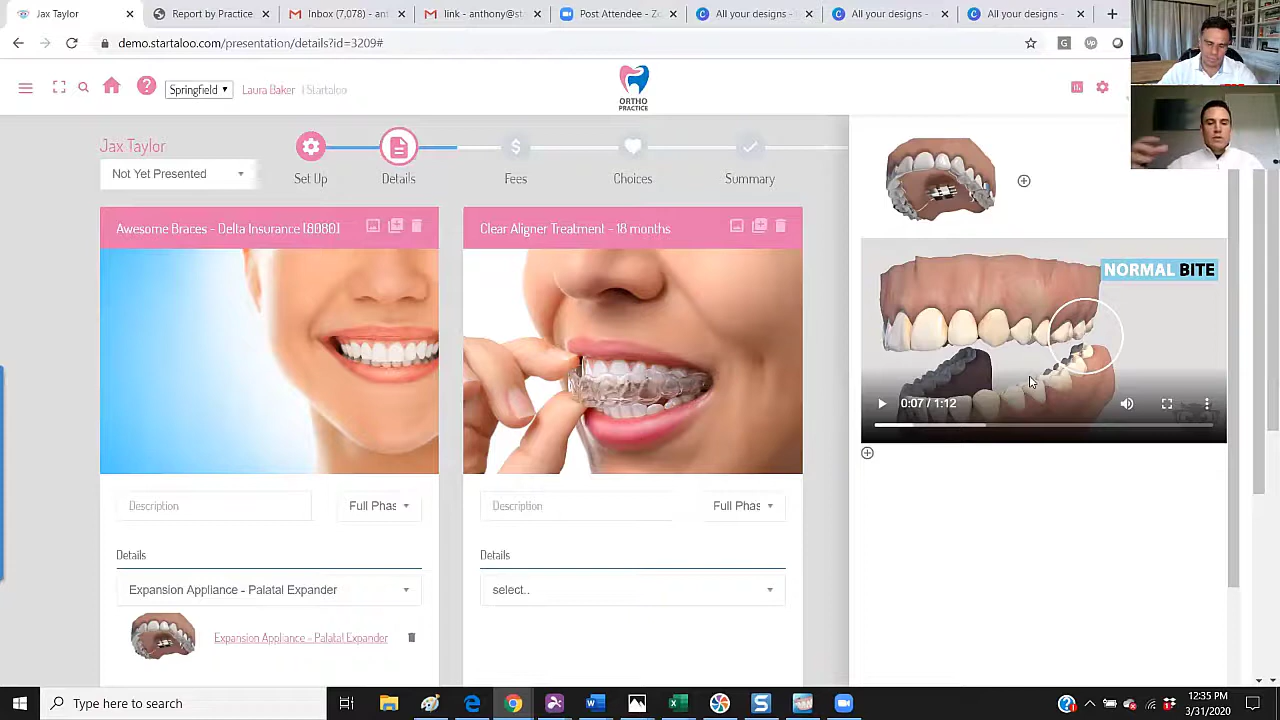 Jax Taylor
Report by Practice
Inbox (7,078) - ant
link - anthony@st
Post Attendee - Zo
All your designs -
All your designs -
All your designs -
demo.startaloo.com/presentation/details?id=3209#
G
Up
Springfield
Laura Baker | Startaloo
ORTHO
PRACTICE
Jax Taylor
Not Yet Presented
Set Up
Details
$
Fees
Choices
Summary
Awesome Braces - Delta Insurance (8080)
Clear Aligner Treatment - 18 months
NORMAL BITE
0:07 / 1:12
Description
Full Phas
Description
Full Phas
Details
Details
Expansion Appliance - Palatal Expander
select..
Expansion Appliance - Palatal Expander
Type here to search
12:35 PM
3/31/2020